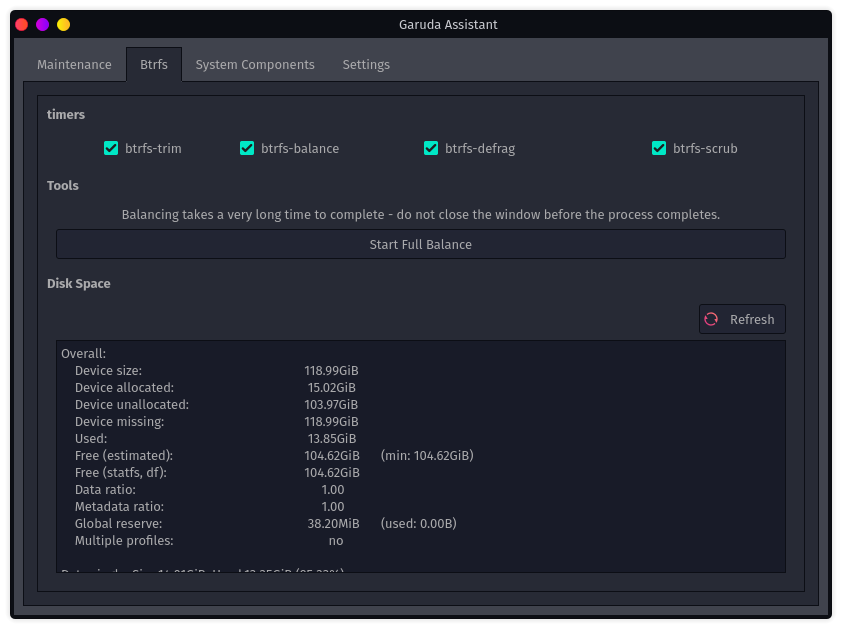 Garuda Assistant
Maintenance Btrfs System Components Settings
timers
btrfs-trim btrfs-balance btrfs-defrag btrfs-scrub
Tools
Balancing takes a very long time to complete - do not close the window before the process completes.
Start Full Balance
Disk Space
Refresh
Overall:
Device size: 118.99GiB
Device allocated: 15.02GiB
Device unallocated: 103.97GiB
Device missing: 118.99GiB
Used: 13.85GiB
Free (estimated): 104.62GiB (min: 104.62GiB)
Free (statfs, df): 104.62GiB
Data ratio: 1.00
Metadata ratio: 1.00
Global reserve: 38.20MiB (used: 0.00B)
Multiple profiles: no